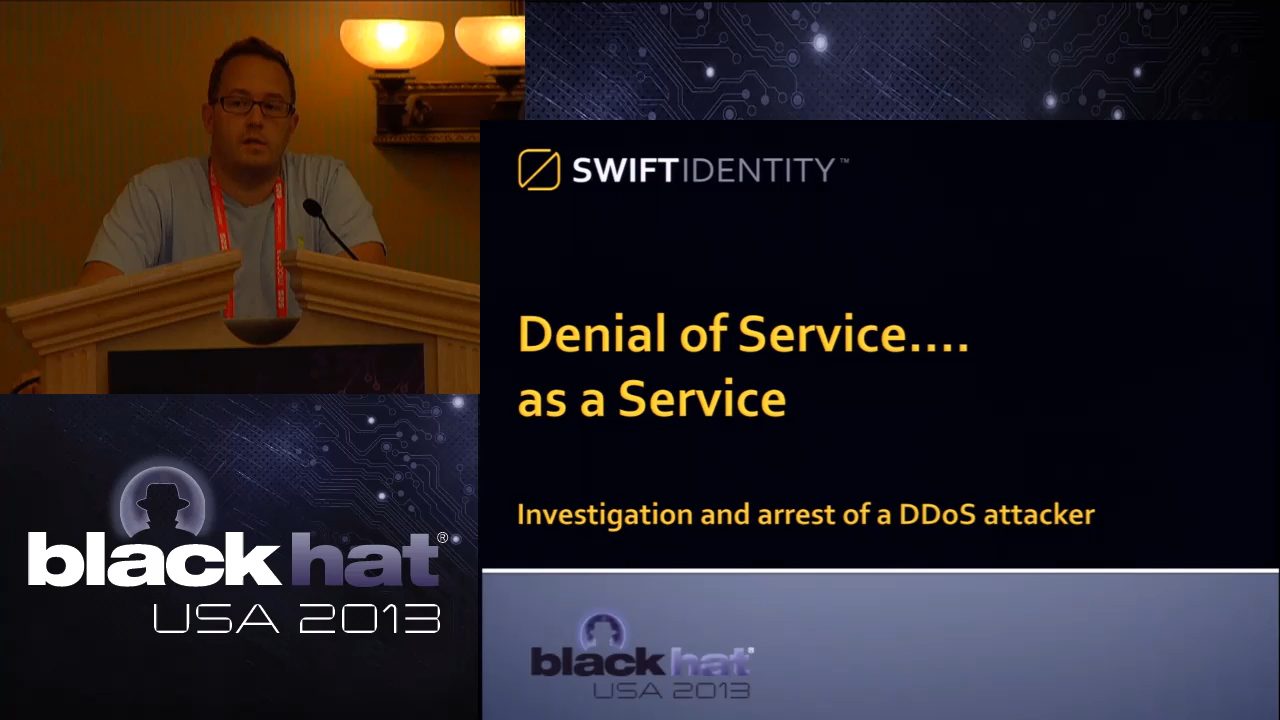 SWIFTIDENTITY™
Denial of Service....
as a Service
Investigation and arrest of a DDoS attacker
black hat®
USA 2013
black hat®
USA 2013